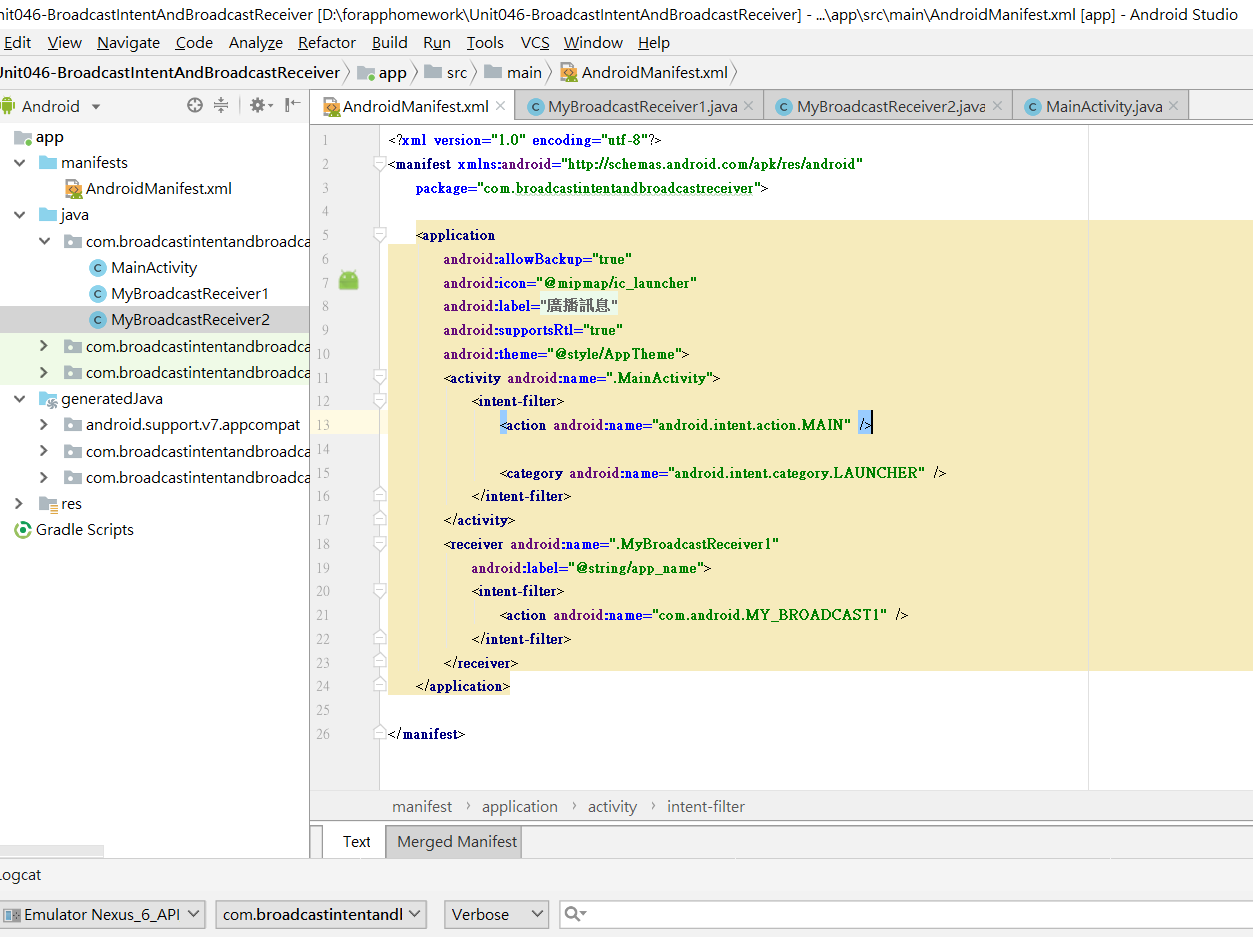 nit046-BroadcastIntentAndBroadcastReceiver [D:\forapphomework\Unit046-BroadcastIntentAndBroadcastReceiver] - ...\app\src\main\AndroidManifest.xml [app] - Android Studio
Edit View Navigate Code Analyze Refactor Build Run Tools VCS Window Help
Unit046-BroadcastIntentAndBroadcastReceiver app src main AndroidManifest.xml
Android
AndroidManifest.xml MyBroadcastReceiver1.java MyBroadcastReceiver2.java MainActivity.java
app
manifests
AndroidManifest.xml
java
com.broadcastintentandbroadca
MainActivity
MyBroadcastReceiver1
MyBroadcastReceiver2
com.broadcastintentandbroadca
com.broadcastintentandbroadca
generatedJava
android.support.v7.appcompat
com.broadcastintentandbroadca
com.broadcastintentandbroadca
res
Gradle Scripts
1 <?xml version="1.0" encoding="utf-8"?>
2 <manifest xmlns:android="http://schemas.android.com/apk/res/android"
3 package="com.broadcastintentandbroadcastreceiver">
4
5 <application
6 android:allowBackup="true"
7 android:icon="@mipmap/ic_launcher"
8 android:label="廣播訊息"
9 android:supportsRtl="true"
10 android:theme="@style/AppTheme">
11 <activity android:name=".MainActivity">
12 <intent-filter>
13 <action android:name="android.intent.action.MAIN" />
14
15 <category android:name="android.intent.category.LAUNCHER" />
16 </intent-filter>
17 </activity>
18 <receiver android:name=".MyBroadcastReceiver1"
19 android:label="@string/app_name">
20 <intent-filter>
21 <action android:name="com.android.MY_BROADCAST1" />
22 </intent-filter>
23 </receiver>
24 </application>
25
26 </manifest>
manifest › application › activity › intent-filter
Text Merged Manifest
Logcat
Emulator Nexus_6_API com.broadcastintentandl Verbose